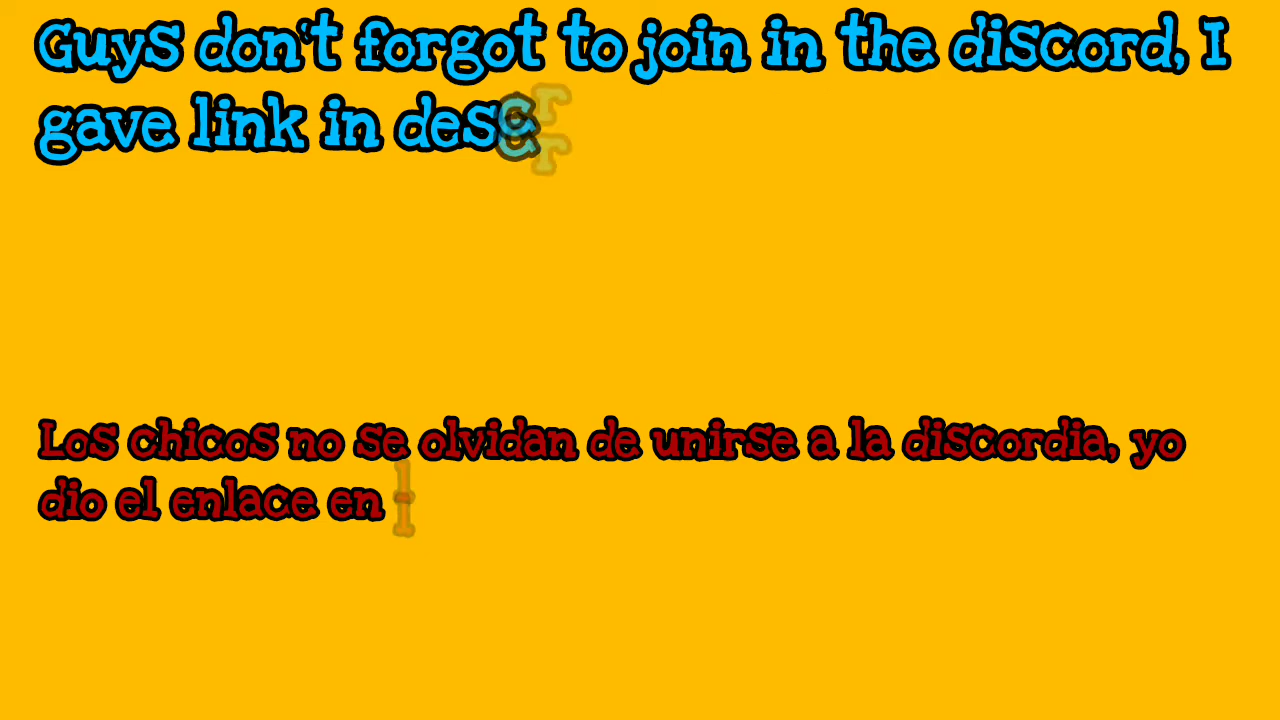 Guys don't forgot to join in the discord, I
gave link in desc
Los chicos no se olvidan de unirse a la discordia, yo
dio el enlace en l